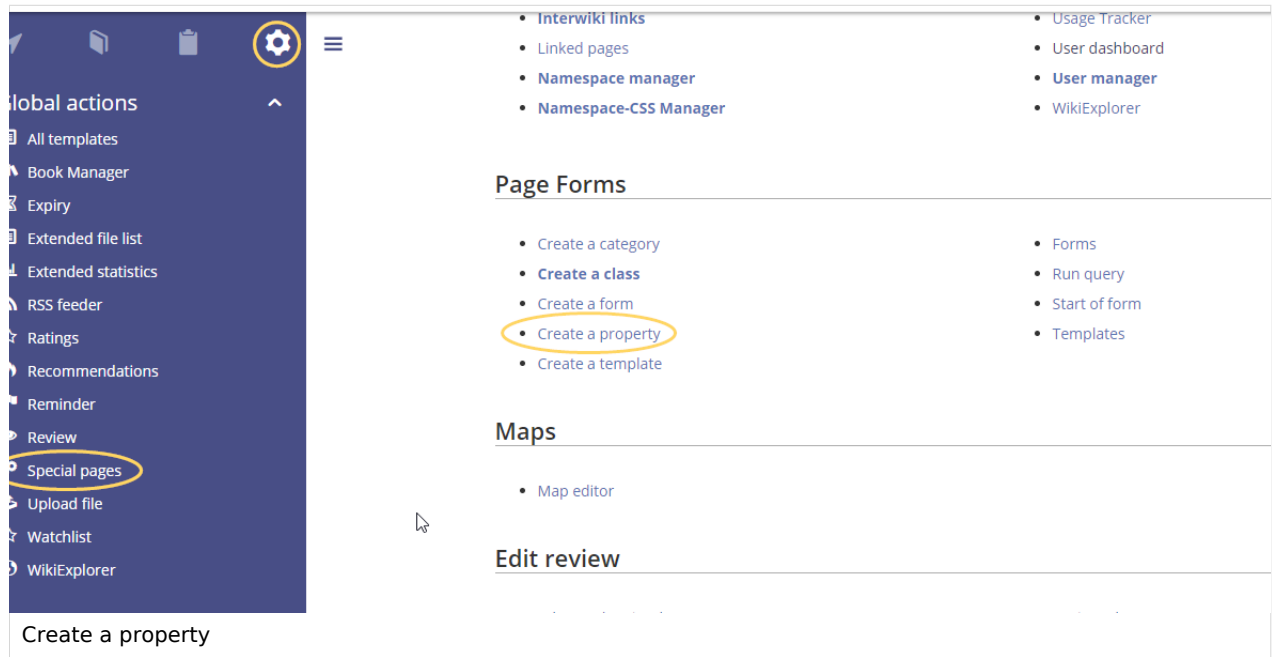 Global actions
All templates
Book Manager
Expiry
Extended file list
Extended statistics
RSS feeder
Ratings
Recommendations
Reminder
Review
Special pages
Upload file
Watchlist
WikiExplorer
Interwiki links
Linked pages
Namespace manager
Namespace-CSS Manager
Usage Tracker
User dashboard
User manager
WikiExplorer
Page Forms
Create a category
Create a class
Create a form
Create a property
Create a template
Forms
Run query
Start of form
Templates
Maps
Map editor
Edit review
Create a property